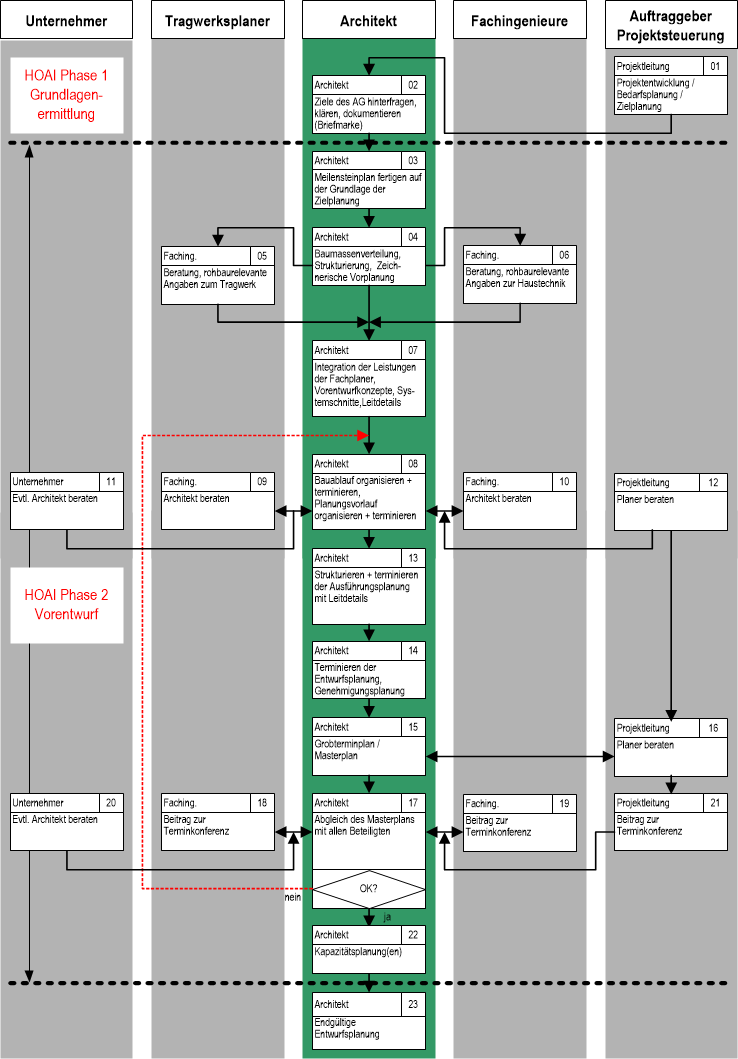 Unternehmer
Tragwerksplaner
Architekt
Fachingenieure
Auftraggeber
Projektsteuerung
HOAI Phase 1
Grundlagen-
ermittlung
Projektleitung 01
Projektentwicklung /
Bedarfsplanung /
Zielplanung
Architekt 02
Ziele des AG hinterfragen,
klären, dokumentieren
(Briefmarke)
Architekt 03
Meilensteinplan fertigen auf
der Grundlage der
Zielplanung
Architekt 04
Baumassenverteilung,
Strukturierung, Zeich-
nerische Vorplanung
Faching. 05
Beratung, rohbaurelevante
Angaben zum Tragwerk
Faching. 06
Beratung, rohbaurelevante
Angaben zur Haustechnik
Architekt 07
Integration der Leistungen
der Fachplaner,
Vorentwurfkonzepte, Sys-
temschnitte,Leitdetails
Architekt 08
Bauablauf organisieren +
terminieren,
Planungsvorlauf
organisieren + terminieren
Unternehmer 11
Evtl. Architekt beraten
Faching. 09
Architekt beraten
Faching. 10
Architekt beraten
Projektleitung 12
Planer beraten
Architekt 13
Strukturieren + terminieren
der Ausführungsplanung
mit Leitdetails
HOAI Phase 2
Vorentwurf
Architekt 14
Terminieren der
Entwurfsplanung,
Genehmigungsplanung
Architekt 15
Grobterminplan /
Masterplan
Projektleitung 16
Planer beraten
Unternehmer 20
Evtl. Architekt beraten
Faching. 18
Beitrag zur
Terminkonferenz
Architekt 17
Abgleich des Masterplans
mit allen Beteiligten
Faching. 19
Beitrag zur
Terminkonferenz
Projektleitung 21
Beitrag zur
Terminkonferenz
OK?
nein
ja
Architekt 22
Kapazitätsplanung(en)
Architekt 23
Endgültige
Entwurfsplanung